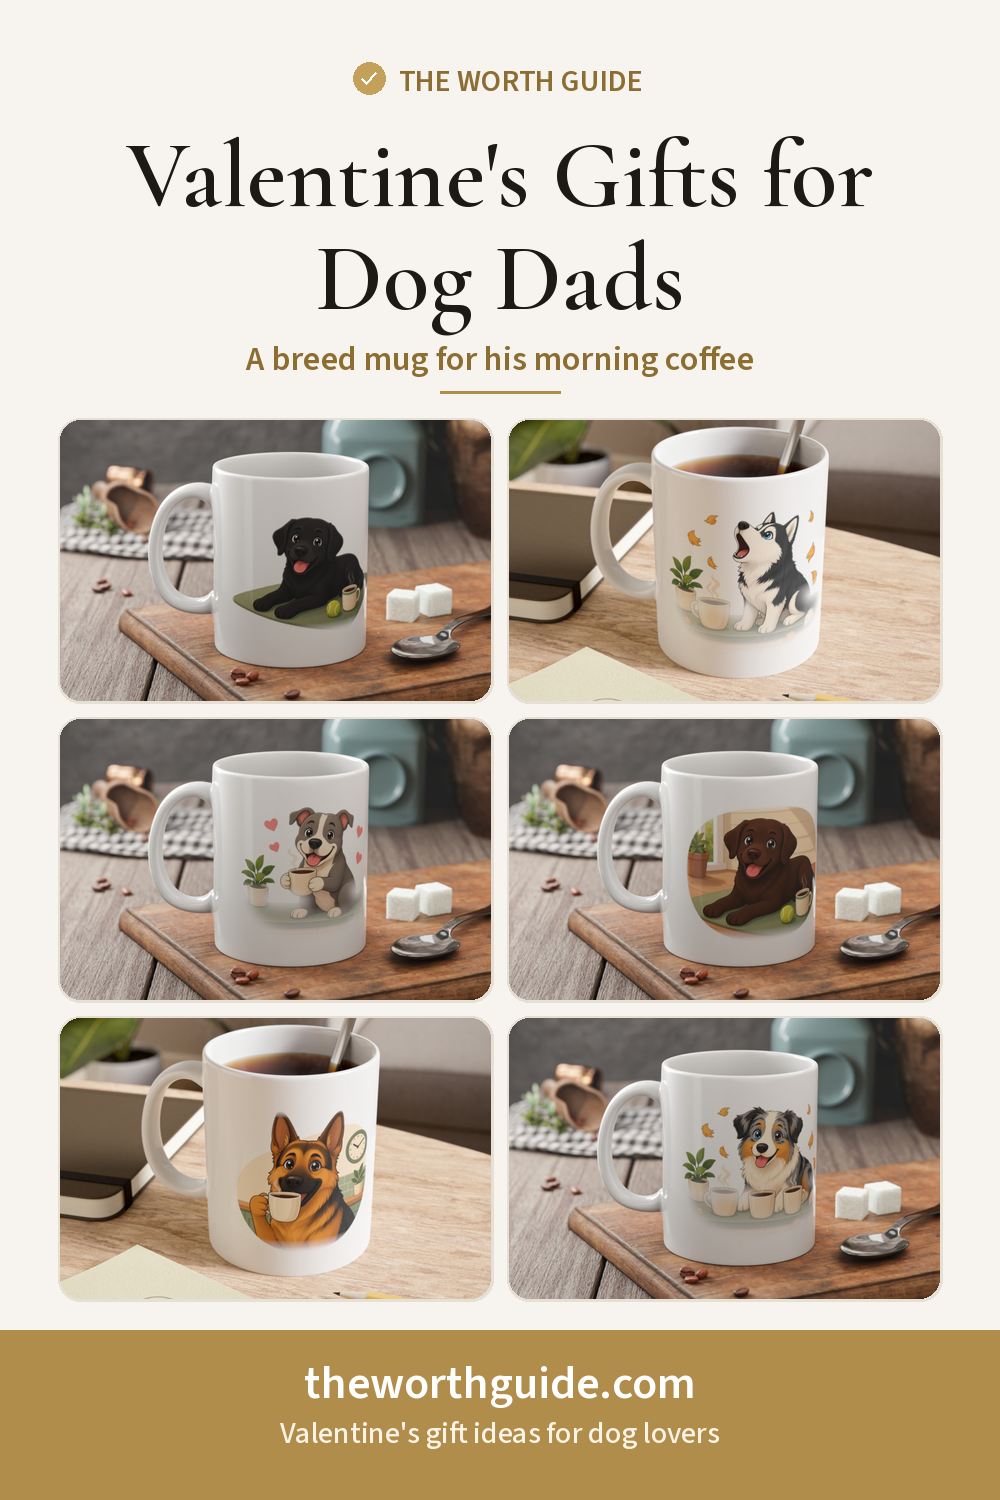 THE WORTH GUIDE
Valentine's Gifts for
Dog Dads
A breed mug for his morning coffee
theworthguide.com
Valentine's gift ideas for dog lovers